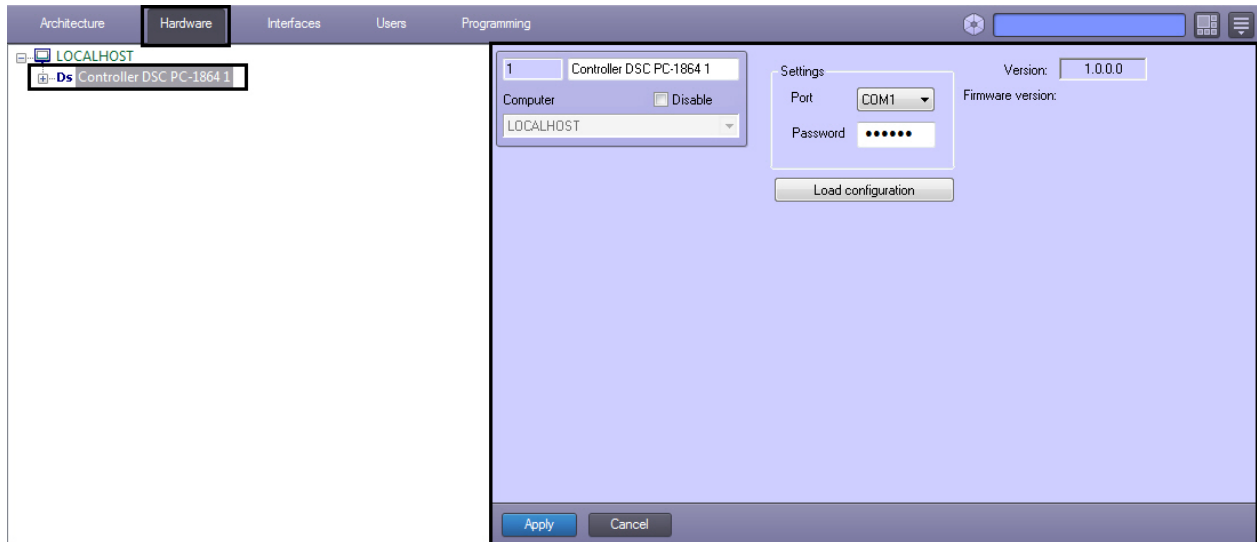 Architecture Hardware Interfaces Users Programming
LOCALHOST
Ds Controller DSC PC-1864 1
1 Controller DSC PC-1864 1
Computer Disable
LOCALHOST
Settings
Port COM1
Password ••••••
Load configuration
Version: 1.0.0.0
Firmware version:
Apply Cancel